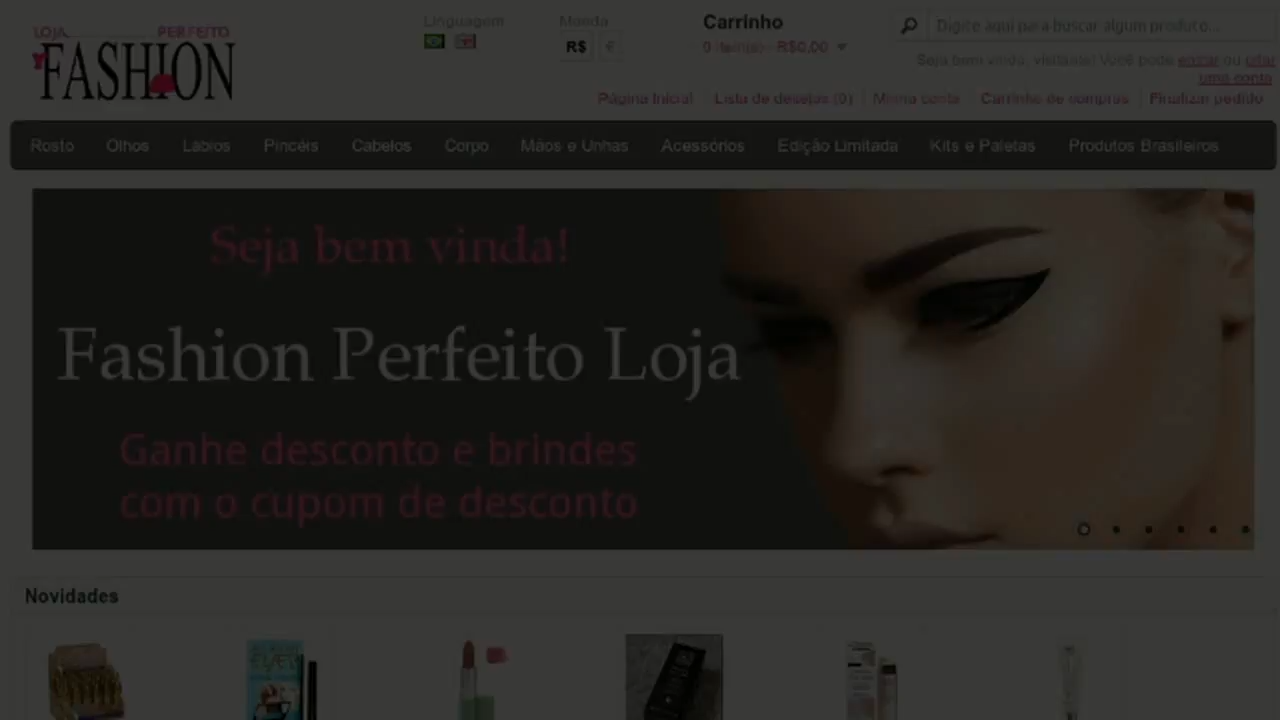 LOJA PERFEITO
FASHION
Linguagem
Moeda
R$ €
Carrinho
0 item(s) - R$0,00
Digite aqui para buscar algum produto...
Seja bem vindo, visitante! Você pode entrar ou criar
uma conta.
Página Inicial
Lista de desejos (0)
Minha conta
Carrinho de compras
Finalizar pedido
Rosto
Olhos
Lábios
Pincéis
Cabelos
Corpo
Mãos e Unhas
Acessórios
Edição Limitada
Kits e Paletas
Produtos Brasileiros
Seja bem vinda!
Fashion Perfeito Loja
Ganhe desconto e brindes
com o cupom de desconto
Novidades